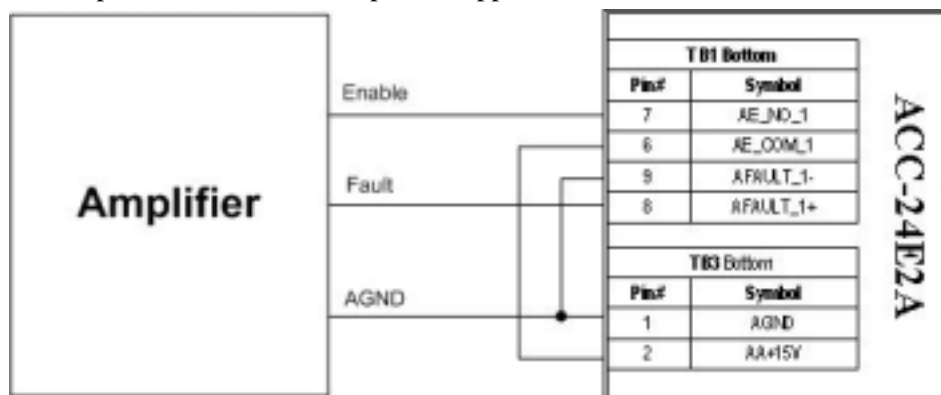 TB1 Bottom
Pin# Symbol
Enable
7 AE_NO_1
6 AE_COM_1
9 AFAULT_1-
Fault
8 AFAULT_1+
Amplifier
ACC-24E2A
TB3 Bottom
Pin# Symbol
AGND
1 AGND
2 AA+15V